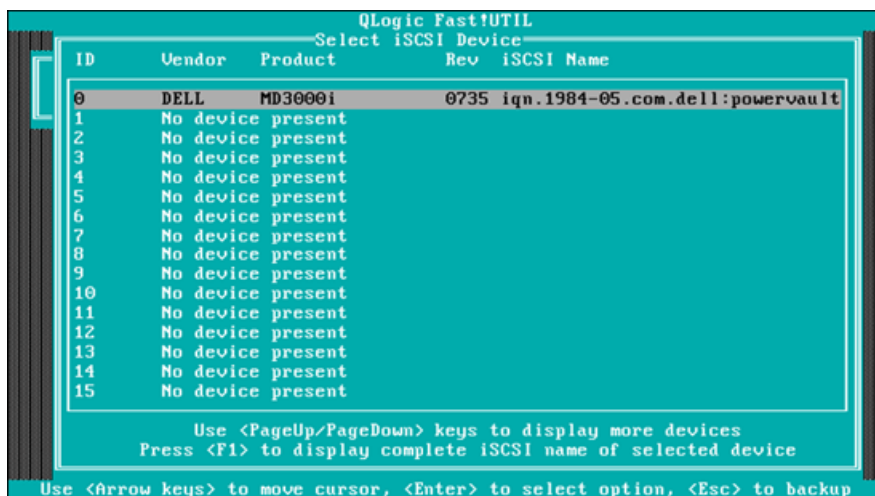 QLogic Fast!UTIL
Select iSCSI Device
ID Vendor Product Rev iSCSI Name
0 DELL MD3000i 0735 iqn.1984-05.com.dell:powervault
1 No device present
2 No device present
3 No device present
4 No device present
5 No device present
6 No device present
7 No device present
8 No device present
9 No device present
10 No device present
11 No device present
12 No device present
13 No device present
14 No device present
15 No device present
Use <PageUp/PageDown> keys to display more devices
Press <F1> to display complete iSCSI name of selected device
Use <Arrow keys> to move cursor, <Enter> to select option, <Esc> to backup